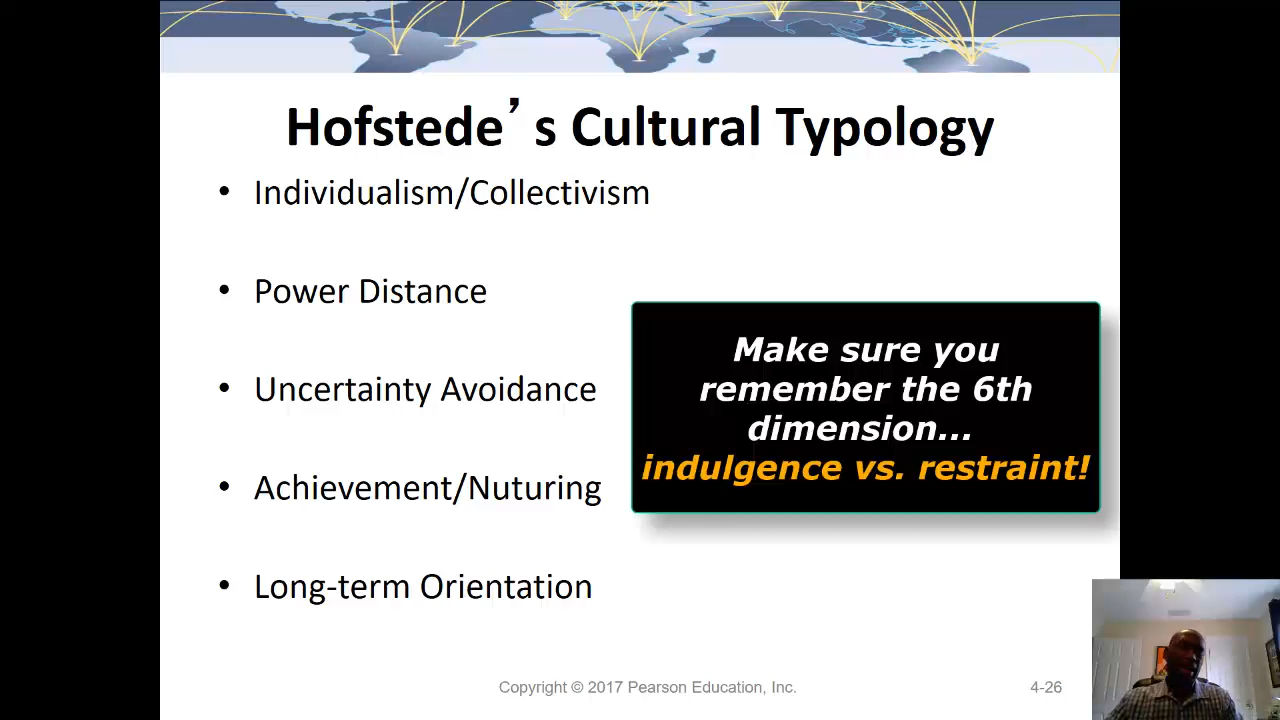 Hofstede’s Cultural Typology
• Individualism/Collectivism
• Power Distance
• Uncertainty Avoidance
• Achievement/Nuturing
• Long-term Orientation
Make sure you
remember the 6th
dimension...
indulgence vs. restraint!
Copyright © 2017 Pearson Education, Inc.
4-26